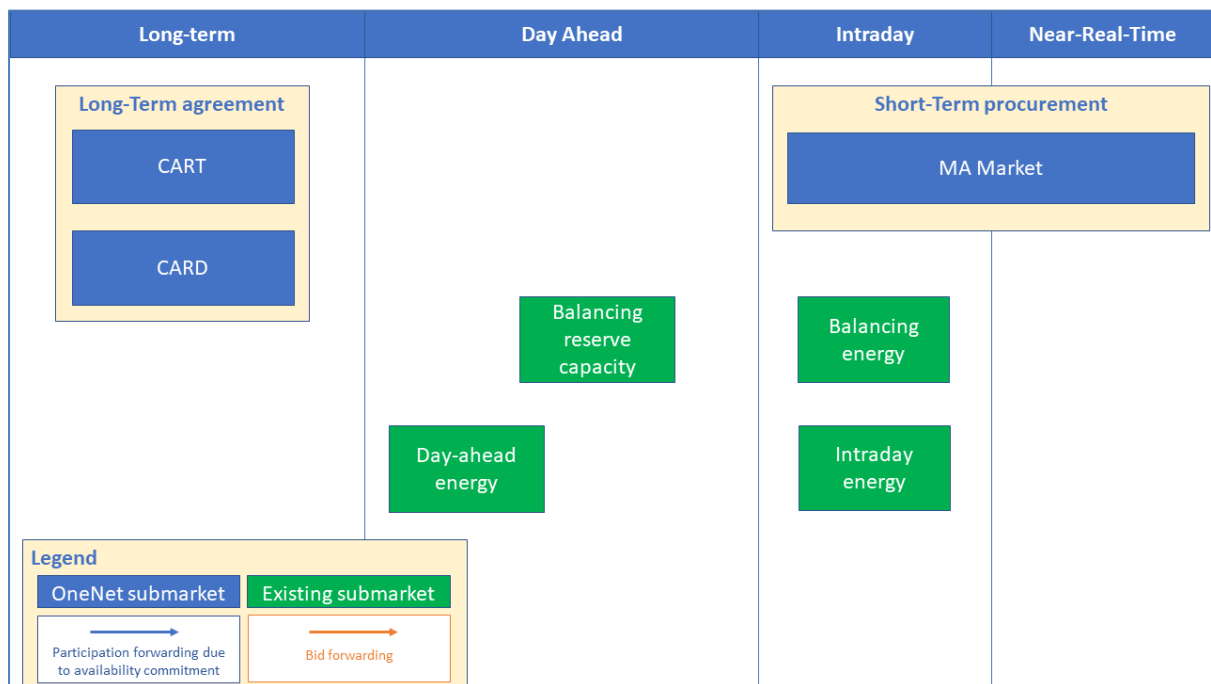 Long-term
Day Ahead
Intraday
Near-Real-Time
Long-Term agreement
CART
CARD
Short-Term procurement
MA Market
Balancing
reserve
capacity
Balancing
energy
Day-ahead
energy
Intraday
energy
Legend
OneNet submarket
Existing submarket
Participation forwarding due
to availability commitment
Bid forwarding